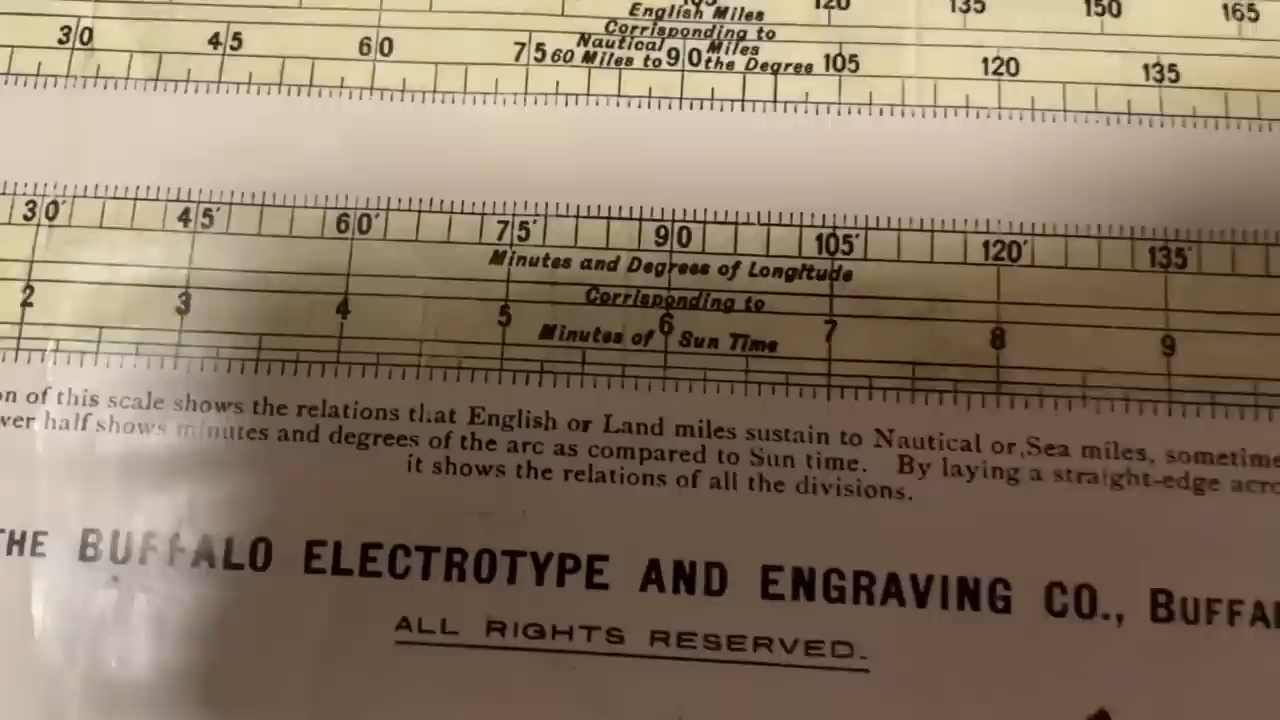 120 135 150 165
English Miles
Corrisponding to
Nautical Miles
60 Miles to the Degree
30 45 60 75 90 105 120 135
30' 45' 60' 75' 90 105' 120' 135'
Minutes and Degrees of Longitude
Corrisponding to
2 3 4 5 6 7 8 9
Minutes of Sun Time
on of this scale shows the relations that English or Land miles sustain to Nautical or Sea miles, sometime
wer half shows minutes and degrees of the arc as compared to Sun time. By laying a straight-edge acro
it shows the relations of all the divisions.
THE BUFFALO ELECTROTYPE AND ENGRAVING CO., BUFFAL
ALL RIGHTS RESERVED.